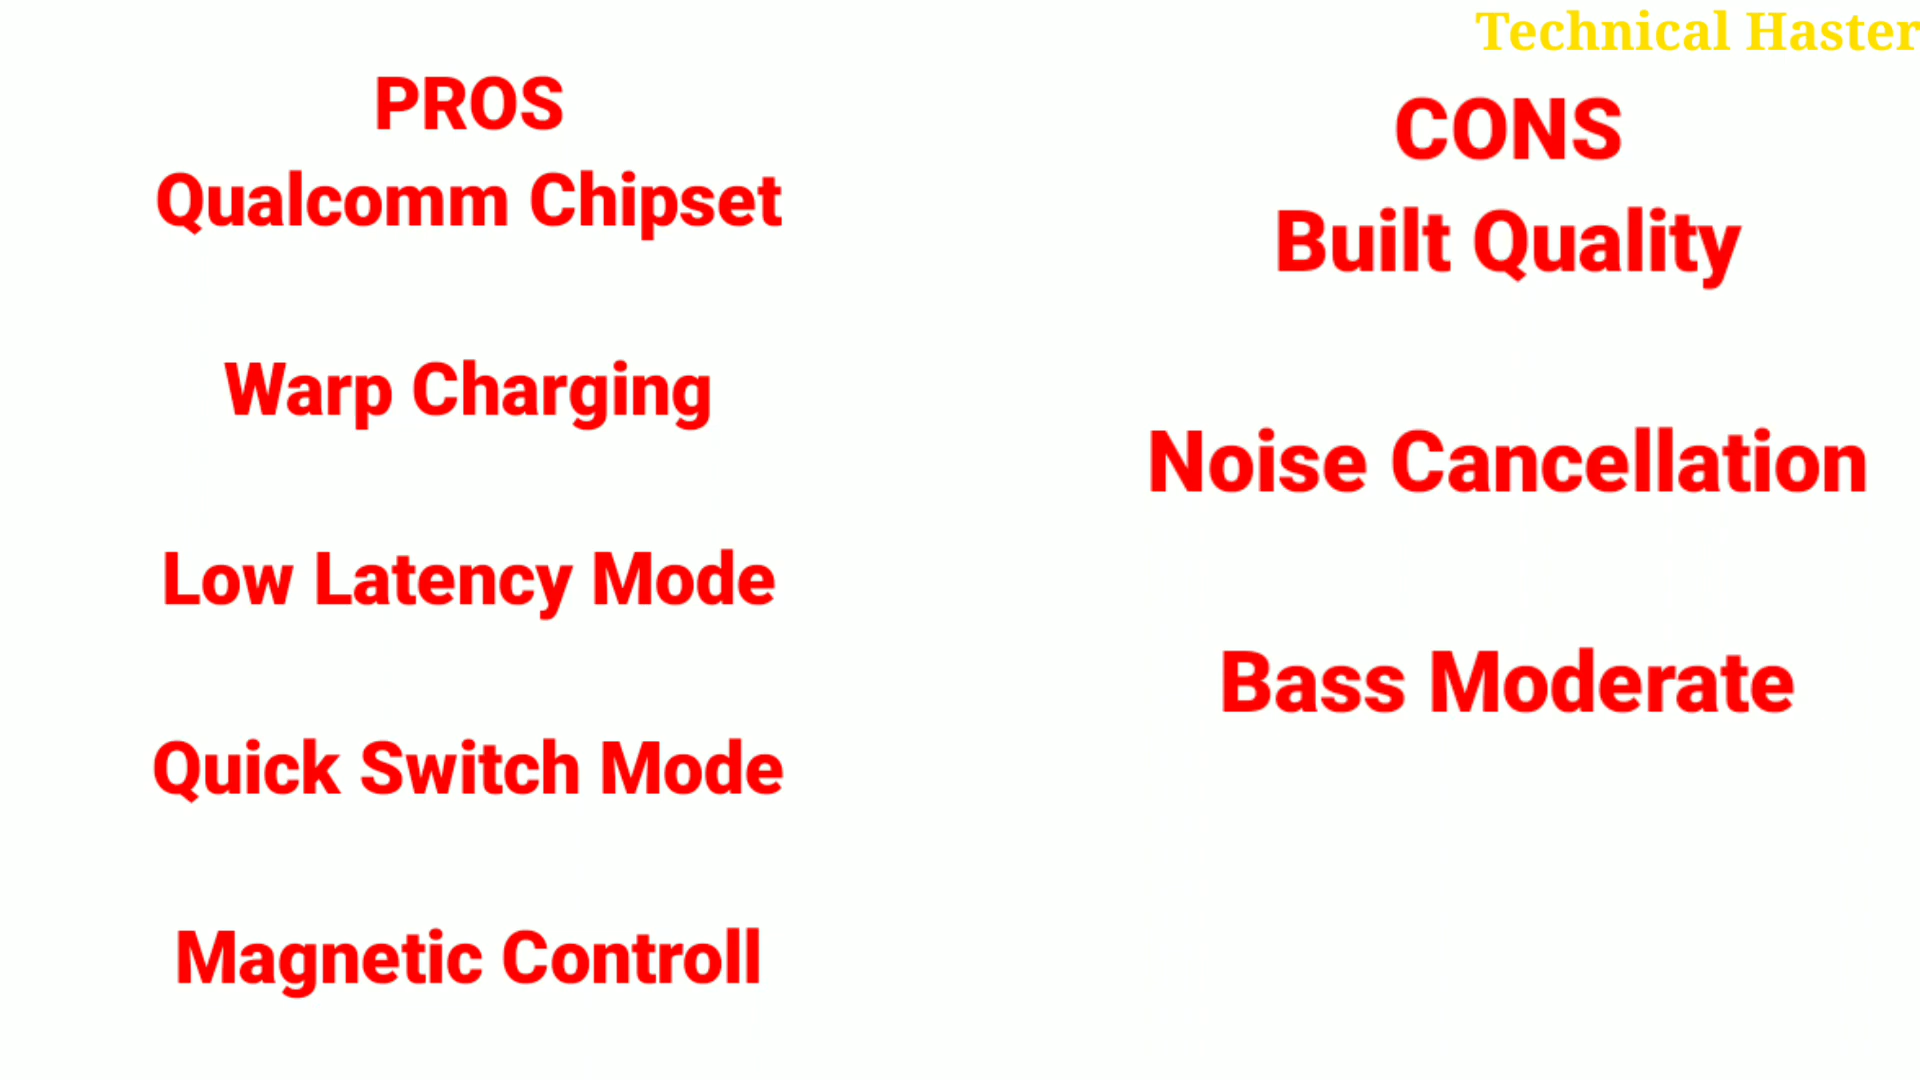 Technical Haster
PROS
Qualcomm Chipset
Warp Charging
Low Latency Mode
Quick Switch Mode
Magnetic Controll
CONS
Built Quality
Noise Cancellation
Bass Moderate